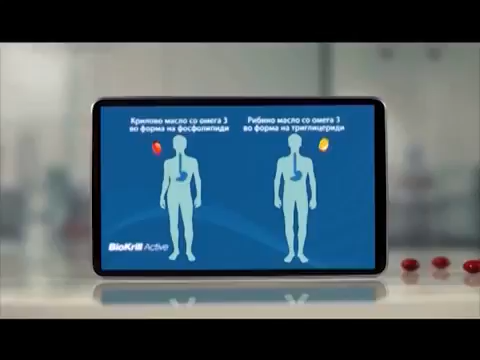 Крилово масло со омега 3
во форма на фосфолипиди
Рибино масло со омега 3
во форма на триглицериди
BioKrill Active